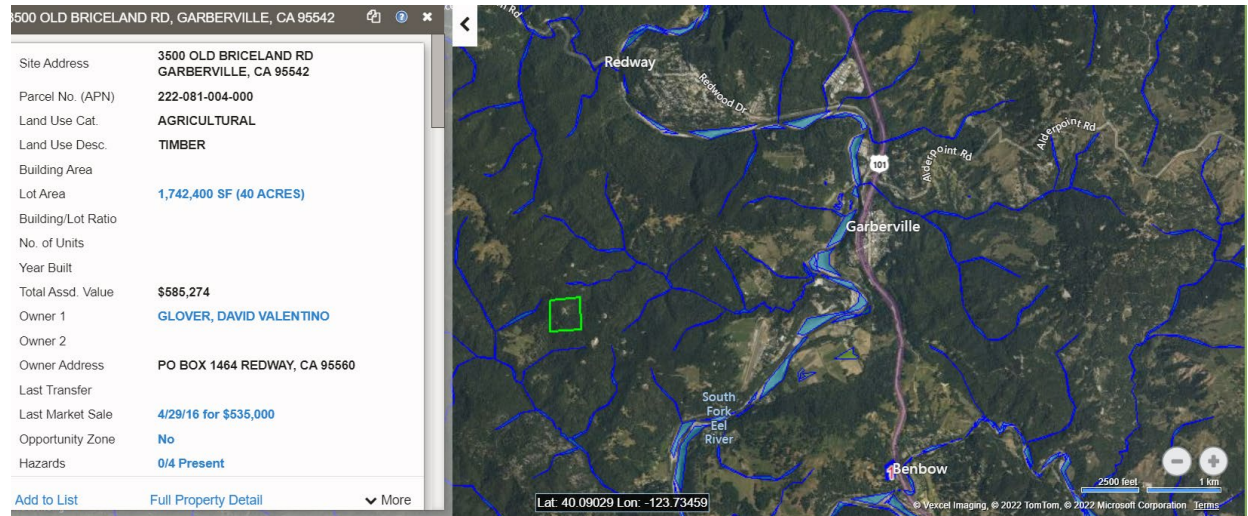 3500 OLD BRICELAND RD, GARBERVILLE, CA 95542
Site Address 3500 OLD BRICELAND RD
GARBERVILLE, CA 95542
Parcel No. (APN) 222-081-004-000
Land Use Cat. AGRICULTURAL
Land Use Desc. TIMBER
Building Area
Lot Area 1,742,400 SF (40 ACRES)
Building/Lot Ratio
No. of Units
Year Built
Total Assd. Value $585,274
Owner 1 GLOVER, DAVID VALENTINO
Owner 2
Owner Address PO BOX 1464 REDWAY, CA 95560
Last Transfer
Last Market Sale 4/29/16 for $535,000
Opportunity Zone No
Hazards 0/4 Present
Add to List Full Property Detail More
Rd
Redway
Redwood Dr
Alderpoint Rd
Alderpoint Rd
101
Garberville
South
Fork
Eel
River
Benbow
2500 feet 1 km
Lat: 40.09029 Lon: -123.73459
© Vexcel Imaging, © 2022 TomTom, © 2022 Microsoft Corporation Terms